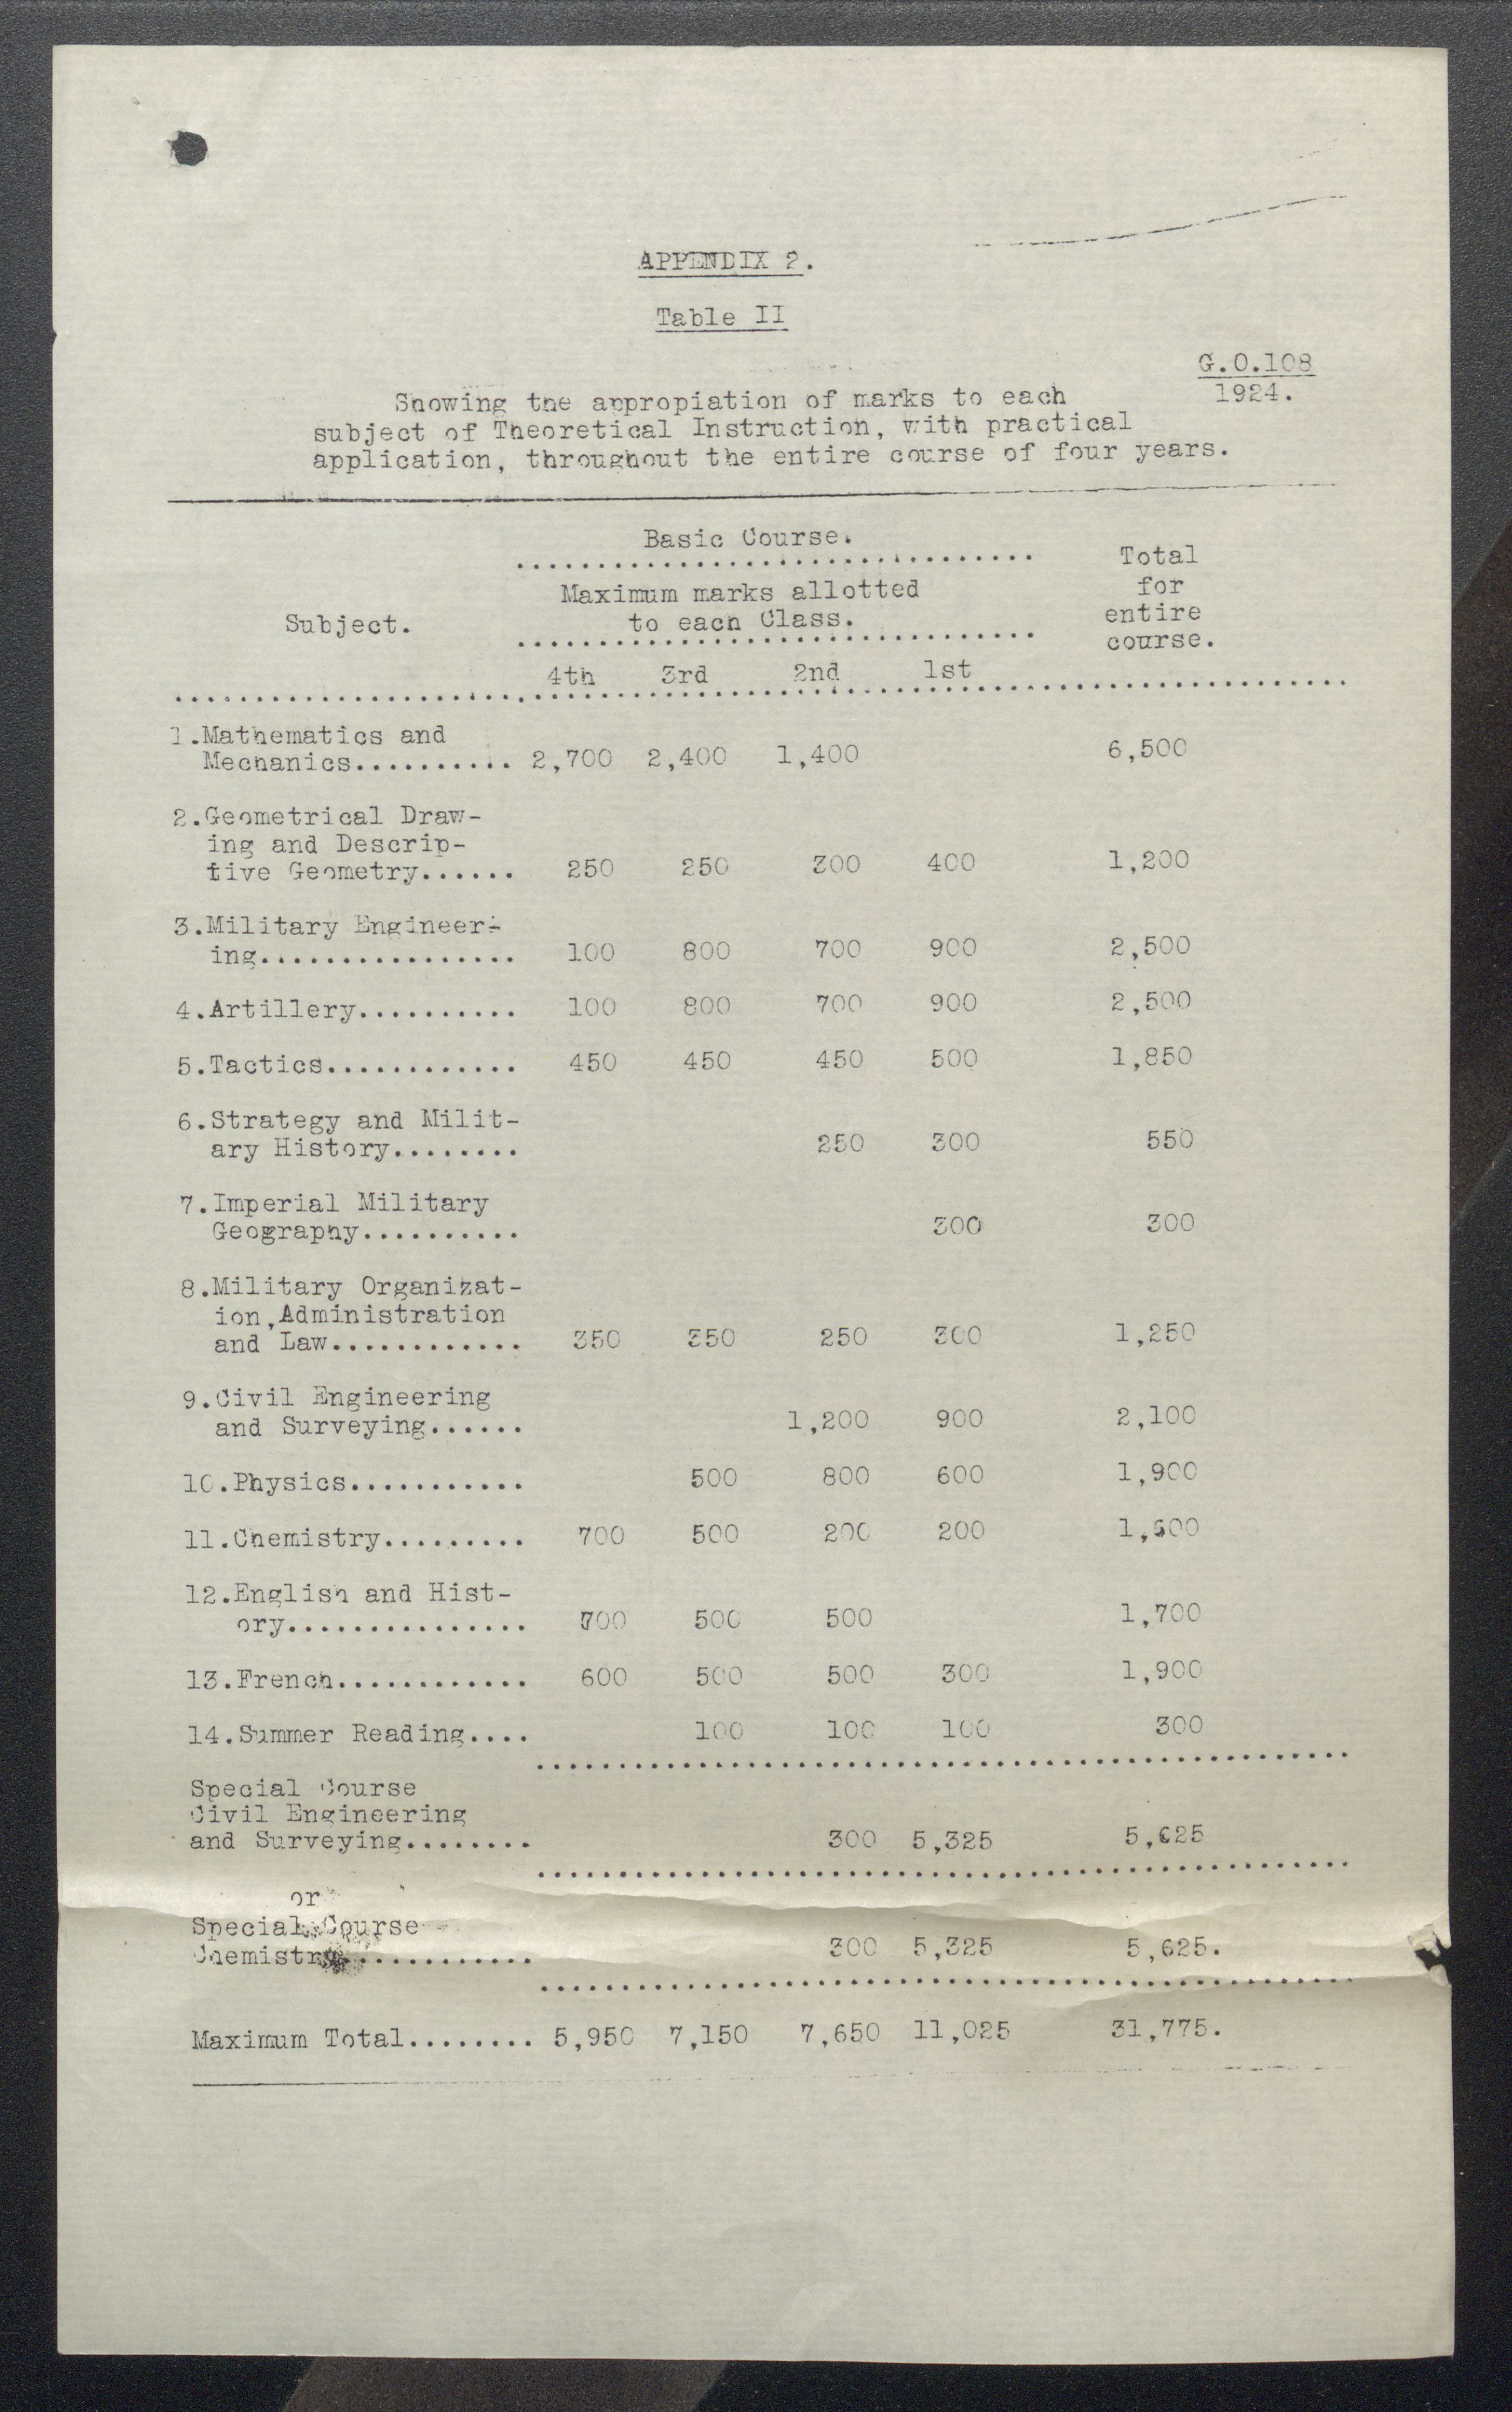 APPENDIX 2.
Table II
G.O.108
1924.
Showing the appropiation of marks to each
subject of Theoretical Instruction, with practical
application, throughout the entire course of four years.
Basic Course.
Total
for
entire
course.
Maximum marks allotted
to each Class.
Subject.
4th 3rd 2nd 1st
1.Mathematics and
Mechanics.......... 2,700 2,400 1,400 6,500
2.Geometrical Draw-
ing and Descrip-
tive Geometry...... 250 250 300 400 1,200
3.Military Engineer-
ing................ 100 800 700 900 2,500
4.Artillery.......... 100 800 700 900 2,500
5.Tactics............ 450 450 450 500 1,850
6.Strategy and Milit-
ary History........ 250 300 550
7.Imperial Military
Geography.......... 300 300
8.Military Organizat-
ion,Administration
and Law............ 350 350 250 300 1,250
9.Civil Engineering
and Surveying...... 1,200 900 2,100
10.Physics........... 500 800 600 1,900
11.Chemistry......... 700 500 200 200 1,600
12.English and Hist-
ory............... 700 500 500 1,700
13.French............ 600 500 500 300 1,900
14.Summer Reading.... 100 100 100 300
Special Course
Civil Engineering
and Surveying........ 300 5,325 5,625
or
Special Course
Chemistry............ 300 5,325 5,625.
Maximum Total........ 5,950 7,150 7,650 11,025 31,775.